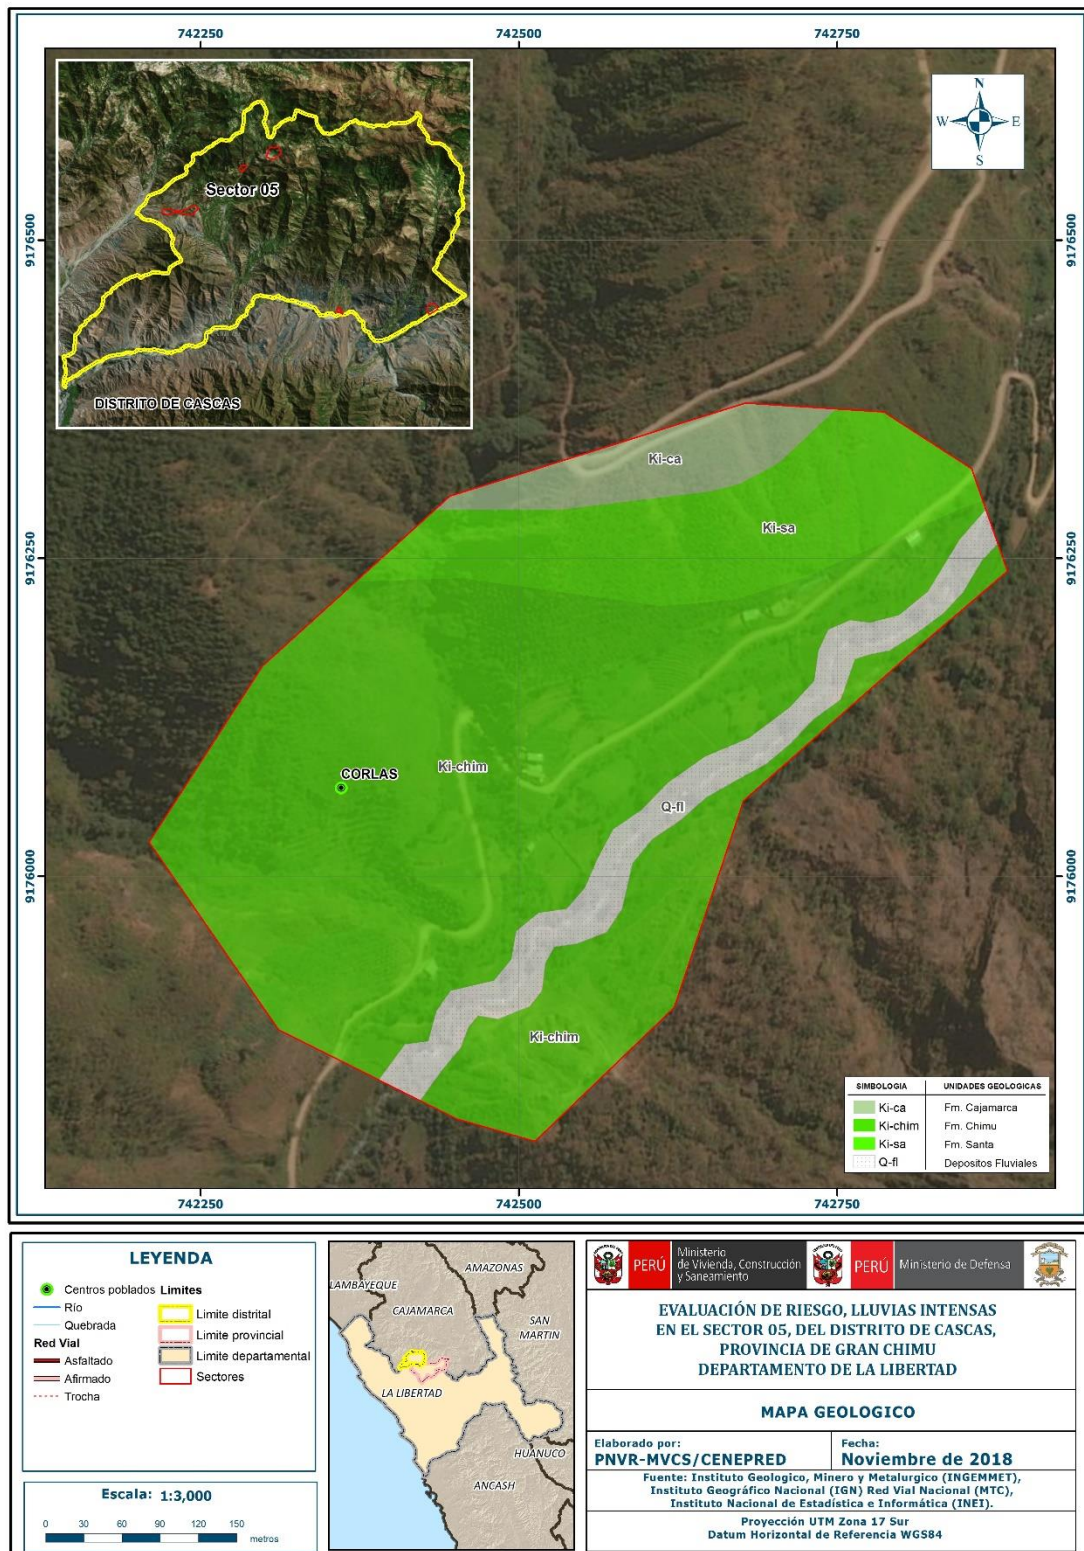 742250
742500
742750
9176500
9176500
Sector 05
DISTRITO DE CASCAS
N
W
E
S
Ki-ca
Ki-sa
9176250
9176250
CORLAS
Ki-chim
Q-fl
9176000
9176000
Ki-chim
SIMBOLOGIA
UNIDADES GEOLOGICAS
Ki-ca
Fm. Cajamarca
Ki-chim
Fm. Chimu
Ki-sa
Fm. Santa
Q-fl
Depositos Fluviales
742250
742500
742750
LEYENDA
Centros poblados
Río
Quebrada
Red Vial
Asfaltado
Afirmado
Trocha
Limites
Limite distrital
Limite provincial
Limite departamental
Sectores
Escala: 1:3,000
0 30 60 90 120 150
metros
LAMBAYEQUE
AMAZONAS
CAJAMARCA
SAN
MARTIN
LA LIBERTAD
HUANUCO
ANCASH
PERÚ
Ministerio
de Vivienda, Construcción
y Saneamiento
PERÚ
Ministerio de Defensa
EVALUACIÓN DE RIESGO, LLUVIAS INTENSAS
EN EL SECTOR 05, DEL DISTRITO DE CASCAS,
PROVINCIA DE GRAN CHIMU
DEPARTAMENTO DE LA LIBERTAD
MAPA GEOLOGICO
Elaborado por:
PNVR-MVCS/CENEPRED
Fecha:
Noviembre de 2018
Fuente: Instituto Geologico, Minero y Metalurgico (INGEMMET),
Instituto Geográfico Nacional (IGN) Red Vial Nacional (MTC),
Instituto Nacional de Estadística e Informática (INEI).
Proyección UTM Zona 17 Sur
Datum Horizontal de Referencia WGS84